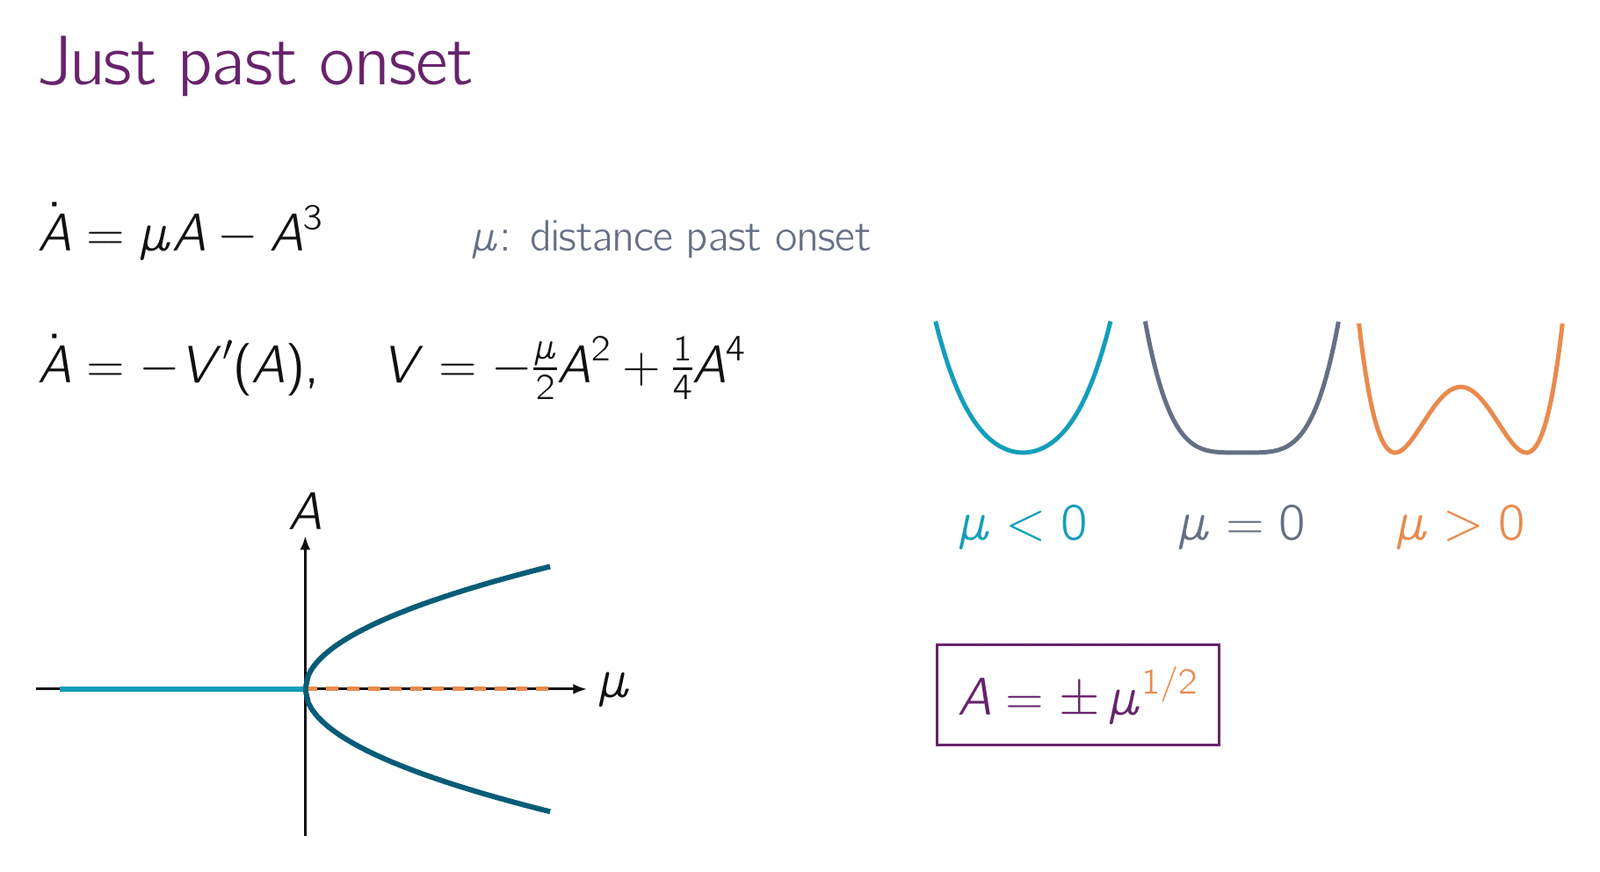 Just past onset
Ȧ = μA − A³ μ: distance past onset
Ȧ = −V′(A), V = −μ/2 A² + 1/4 A⁴
μ < 0 μ = 0 μ > 0
A
μ
A = ± μ^{1/2}